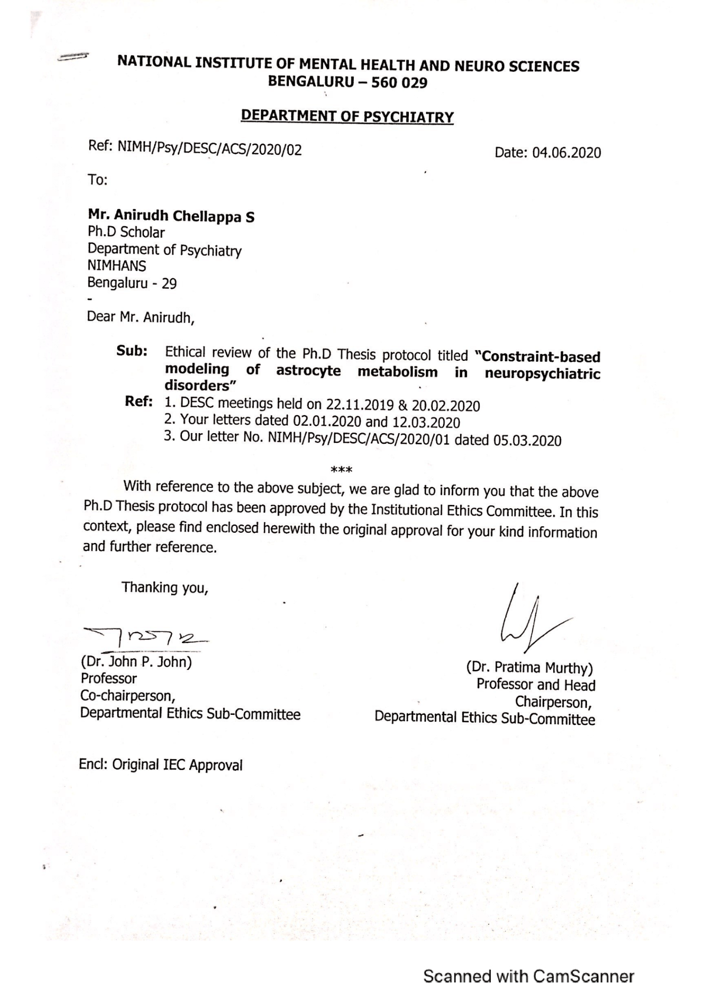 NATIONAL INSTITUTE OF MENTAL HEALTH AND NEURO SCIENCES
BENGALURU – 560 029
DEPARTMENT OF PSYCHIATRY
Ref: NIMH/Psy/DESC/ACS/2020/02
Date: 04.06.2020
To:
Mr. Anirudh Chellappa S
Ph.D Scholar
Department of Psychiatry
NIMHANS
Bengaluru - 29
-
Dear Mr. Anirudh,
Sub: Ethical review of the Ph.D Thesis protocol titled “Constraint-based
modeling of astrocyte metabolism in neuropsychiatric
disorders”
Ref: 1. DESC meetings held on 22.11.2019 & 20.02.2020
2. Your letters dated 02.01.2020 and 12.03.2020
3. Our letter No. NIMH/Psy/DESC/ACS/2020/01 dated 05.03.2020
***
With reference to the above subject, we are glad to inform you that the above
Ph.D Thesis protocol has been approved by the Institutional Ethics Committee. In this
context, please find enclosed herewith the original approval for your kind information
and further reference.
Thanking you,
(Dr. John P. John)
Professor
Co-chairperson,
Departmental Ethics Sub-Committee
(Dr. Pratima Murthy)
Professor and Head
Chairperson,
Departmental Ethics Sub-Committee
Encl: Original IEC Approval
Scanned with CamScanner